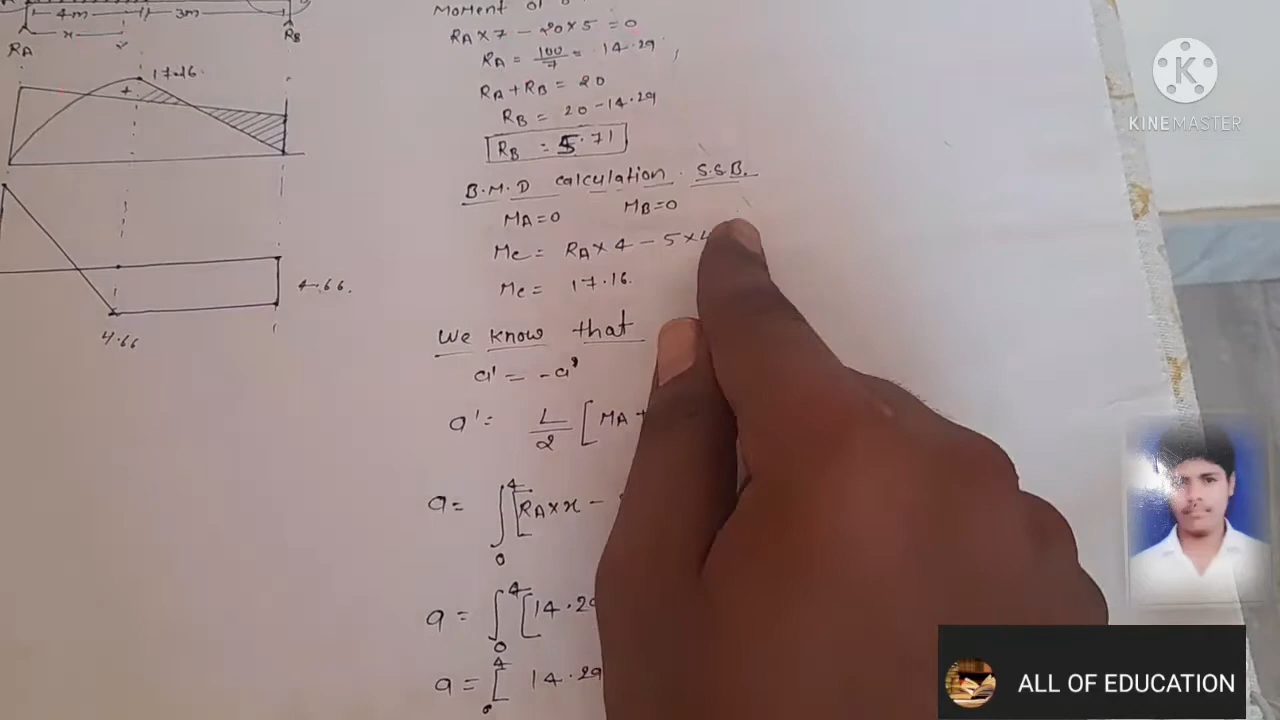 4m 3m
x
RA RB
17.16.
+
4.66.
4.66
Moment of
RA×7 - 20×5 = 0
RA = 100/7 = 14.29
RA+RB = 20
RB = 20-14.29
RB = 5.71
B.M.D calculation. S.S.B.
MA=0 MB=0
Mc = RA×4 - 5×4
Mc = 17.16.
We know that
a' = -a
a' = L/2 [MA +
a = ∫₀⁴ [RA×x -
a = ∫₀⁴ [14.29
a = [ 14.29
KINEMASTER
ALL OF EDUCATION